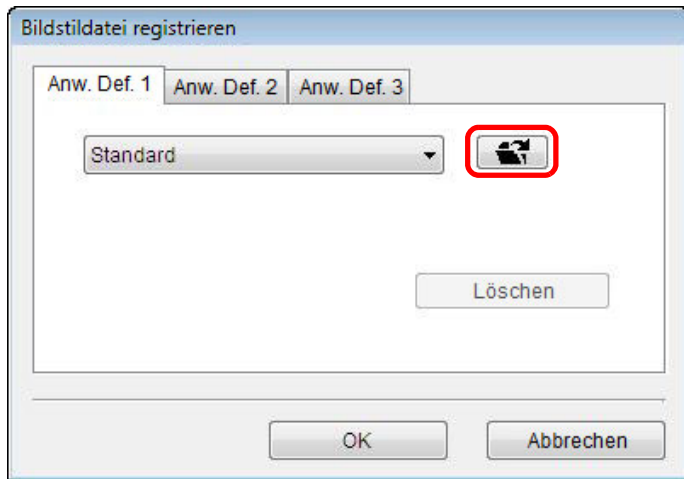 Bildstildatei registrieren
Anw. Def. 1 Anw. Def. 2 Anw. Def. 3
Standard
Löschen
OK Abbrechen